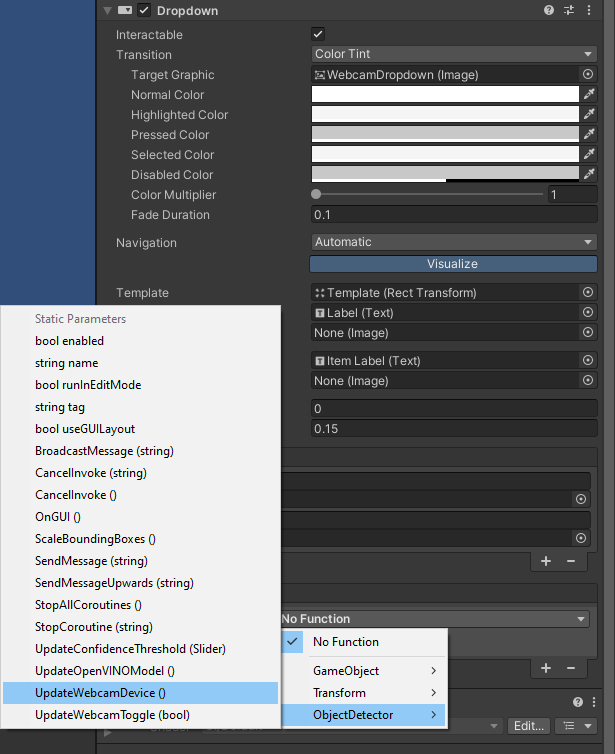 Dropdown
Interactable
Transition
Color Tint
Target Graphic
WebcamDropdown (Image)
Normal Color
Highlighted Color
Pressed Color
Selected Color
Disabled Color
Color Multiplier
1
Fade Duration
0.1
Navigation
Automatic
Visualize
Template
Template (Rect Transform)
Label (Text)
None (Image)
Item Label (Text)
None (Image)
0
0.15
Static Parameters
bool enabled
string name
bool runInEditMode
string tag
bool useGUILayout
BroadcastMessage (string)
CancelInvoke (string)
CancelInvoke ()
OnGUI ()
ScaleBoundingBoxes ()
SendMessage (string)
SendMessageUpwards (string)
StopAllCoroutines ()
StopCoroutine (string)
UpdateConfidenceThreshold (Slider)
UpdateOpenVINOModel ()
UpdateWebcamDevice ()
UpdateWebcamToggle (bool)
No Function
No Function
GameObject
Transform
ObjectDetector
Edit...